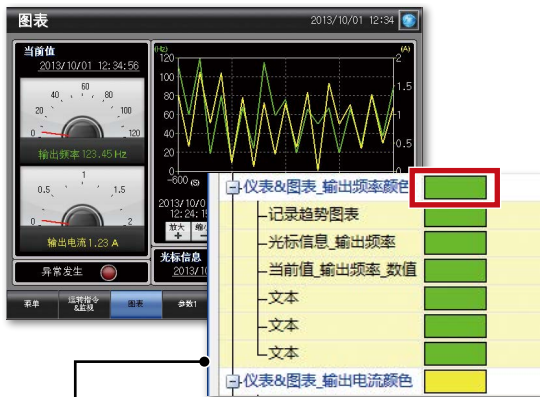 图表
2013/10/01 12:34
当前值
2013/10/01 12:34:56
60
40 80
20 100
0 120
输出频率 123.45 Hz
1
0.5 1.5
0 2
输出电流 1.23 A
异常发生
(Hz) (A)
120 2
100
80 1.5
60
40 0.5
20
0 0
-600 (s)
2013/10/0
12:24:1
放大
+
缩小
−
光标信息
2013/10
菜单
运转指令
&监视
图表
参数1
仪表&图表_输出频率颜色
记录趋势图表
光标信息_输出频率
当前值_输出频率_数值
文本
文本
文本
仪表&图表_输出电流颜色